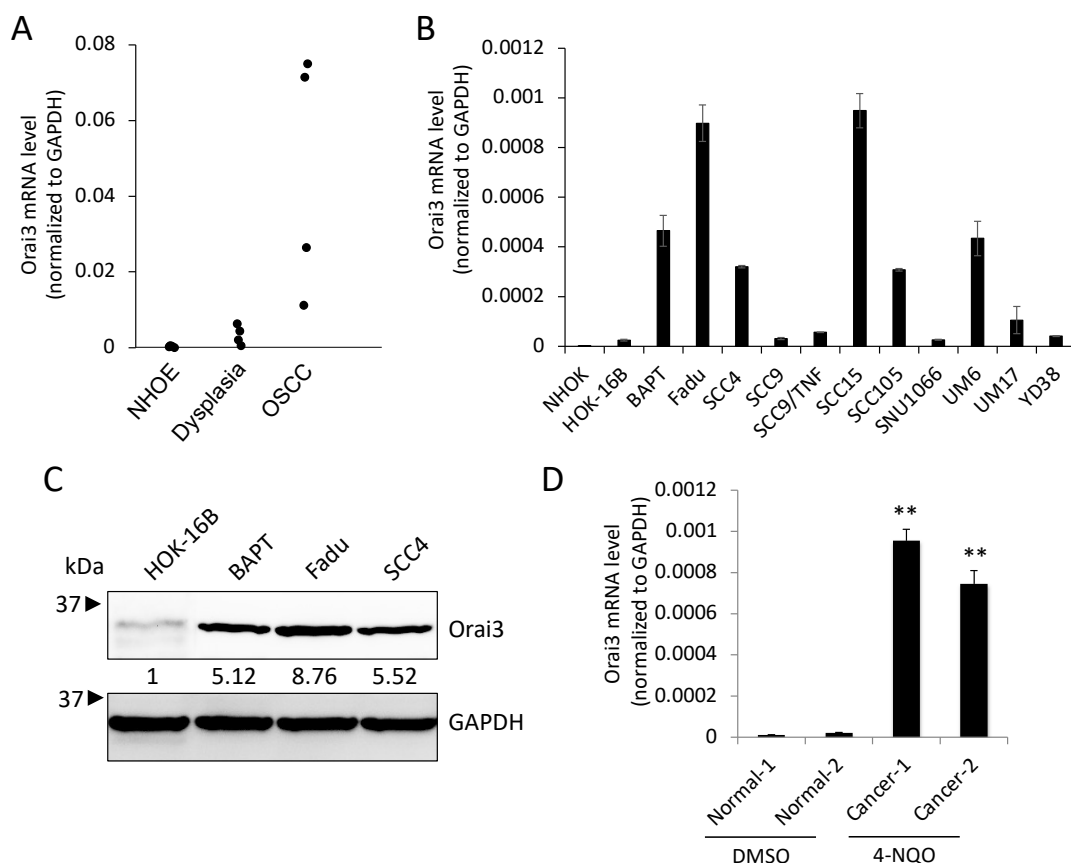 A
Orai3 mRNA level
(normalized to GAPDH)
0.08
0.06
0.04
0.02
0
NHOE
Dysplasia
OSCC
B
Orai3 mRNA level
(normalized to GAPDH)
0.0012
0.001
0.0008
0.0006
0.0004
0.0002
0
NHOK
HOK-16B
BAPT
Fadu
SCC4
SCC9
SCC9/TNF
SCC15
SCC105
SNU1066
UM6
UM17
YD38
C
kDa
HOK-16B
BAPT
Fadu
SCC4
37
Orai3
1 5.12 8.76 5.52
37
GAPDH
D
Orai3 mRNA level
(normalized to GAPDH)
0.0012
0.001
0.0008
0.0006
0.0004
0.0002
0
**
**
Normal-1
Normal-2
Cancer-1
Cancer-2
DMSO
4-NQO